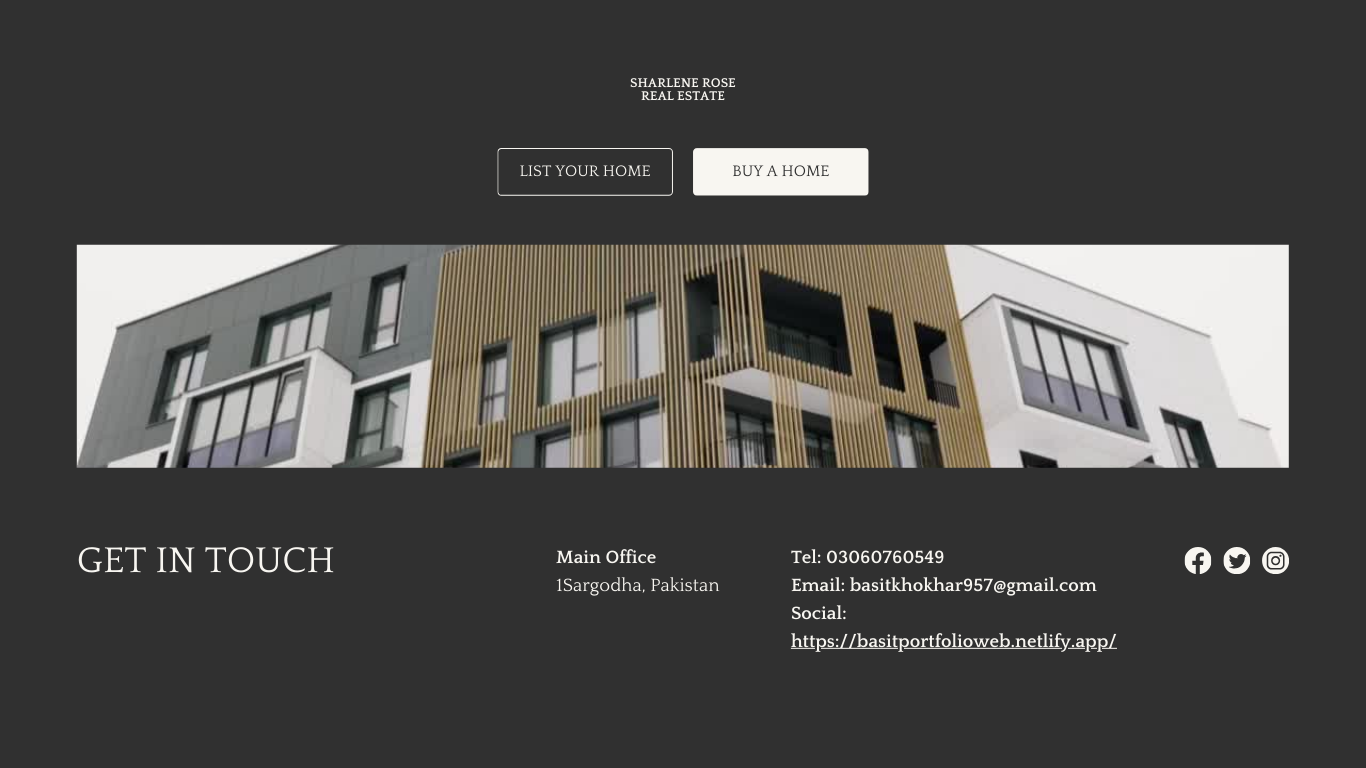 SHARLENE ROSE
REAL ESTATE
LIST YOUR HOME
BUY A HOME
GET IN TOUCH
Main Office
1Sargodha, Pakistan
Tel: 03060760549
Email: basitkhokhar957@gmail.com
Social:
https://basitportfolioweb.netlify.app/